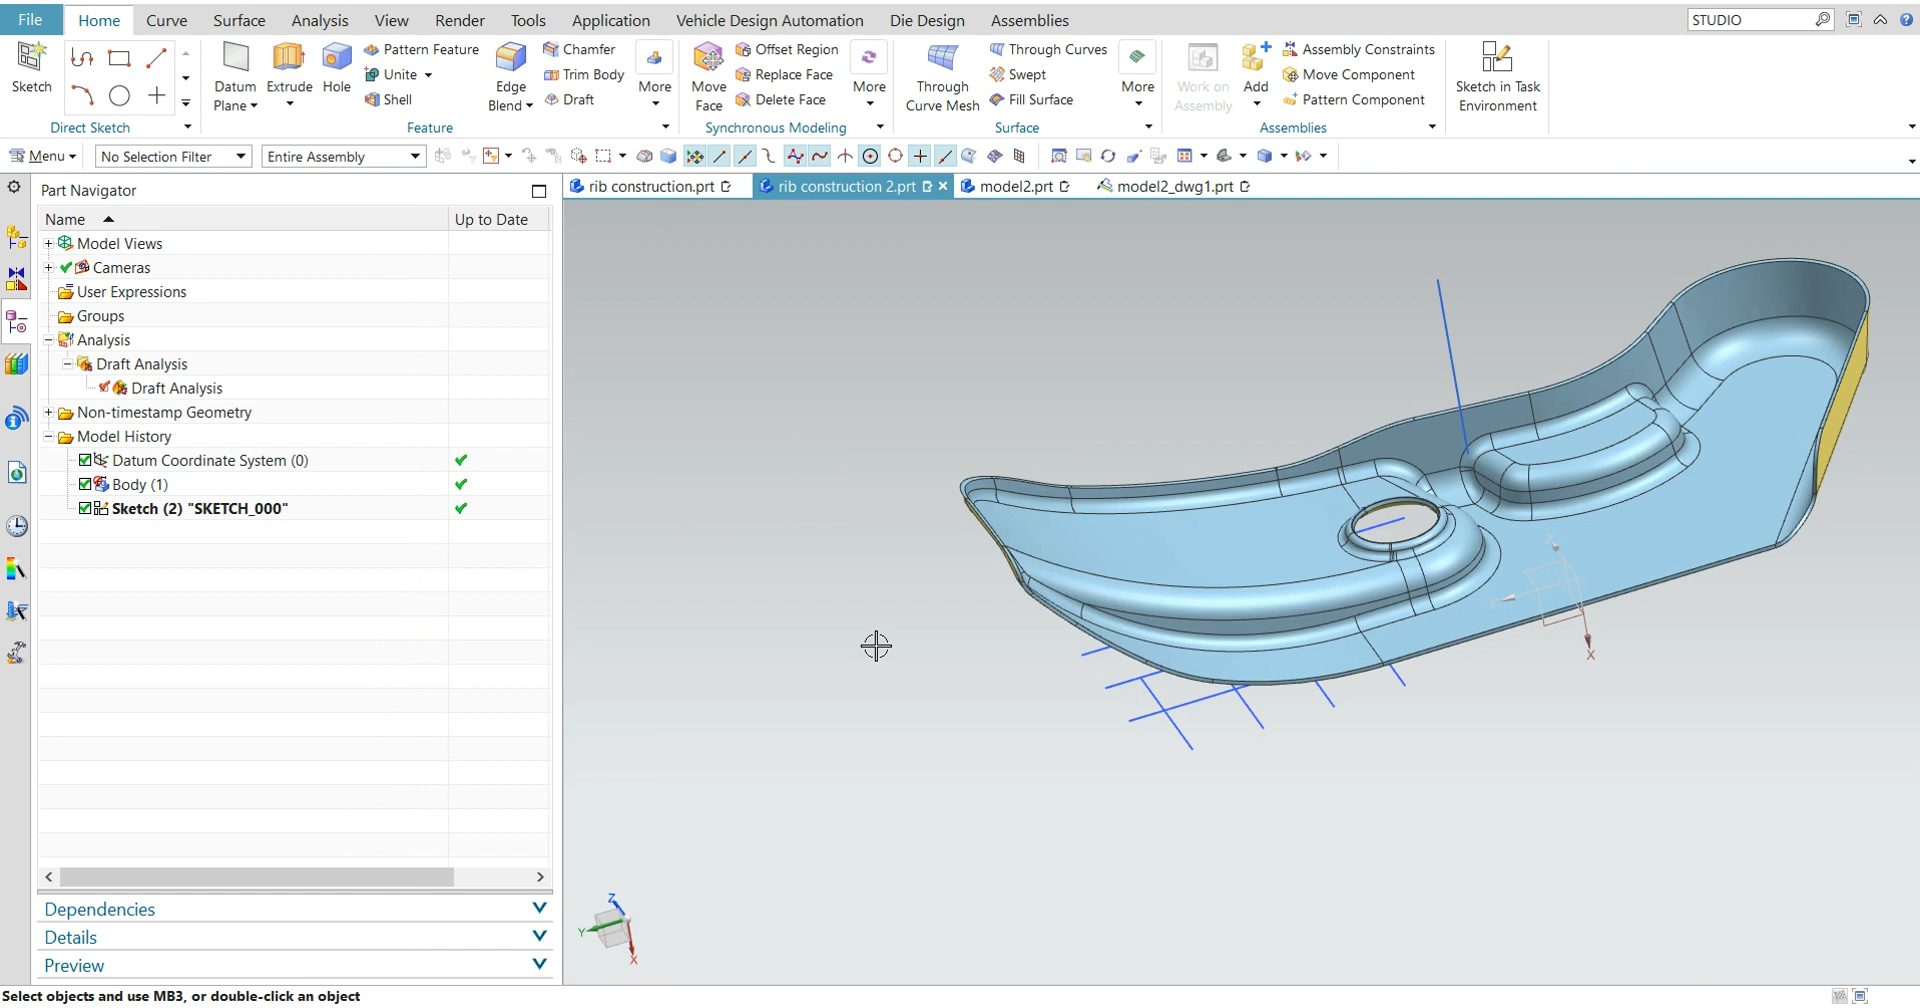 File Home Curve Surface Analysis View Render Tools Application Vehicle Design Automation Die Design Assemblies STUDIO
Sketch
Direct Sketch
Datum Plane
Extrude
Hole
Pattern Feature
Unite
Shell
Edge Blend
Chamfer
Trim Body
Draft
More
Feature
Move Face
Offset Region
Replace Face
Delete Face
More
Synchronous Modeling
Through Curve Mesh
Through Curves
Swept
Fill Surface
More
Surface
Work on Assembly
Add
Assembly Constraints
Move Component
Pattern Component
Assemblies
Sketch in Task Environment
Menu No Selection Filter Entire Assembly
Part Navigator
rib construction.prt rib construction 2.prt model2.prt model2_dwg1.prt
Name Up to Date
Model Views
Cameras
User Expressions
Groups
Analysis
Draft Analysis
Draft Analysis
Non-timestamp Geometry
Model History
Datum Coordinate System (0)
Body (1)
Sketch (2) "SKETCH_000"
Z
X
Dependencies
Details
Preview
Z
Y
X
Select objects and use MB3, or double-click an object